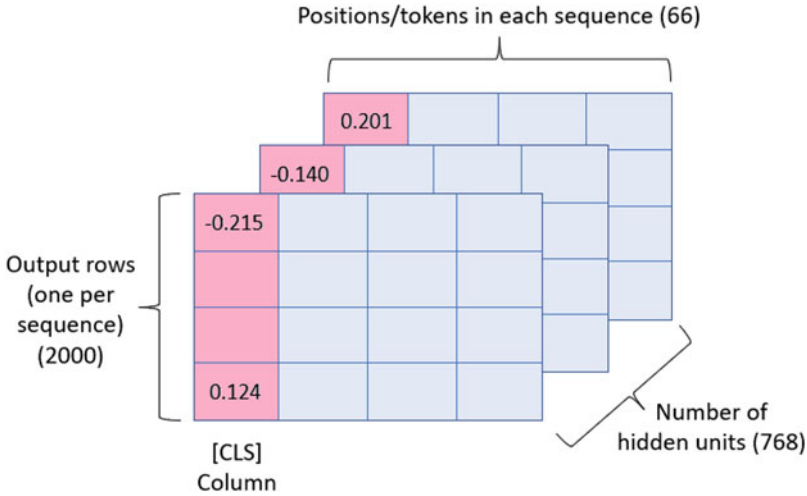 Positions/tokens in each sequence (66)
0.201
-0.140
-0.215
Output rows
(one per
sequence)
(2000)
0.124
Number of
hidden units (768)
[CLS]
Column